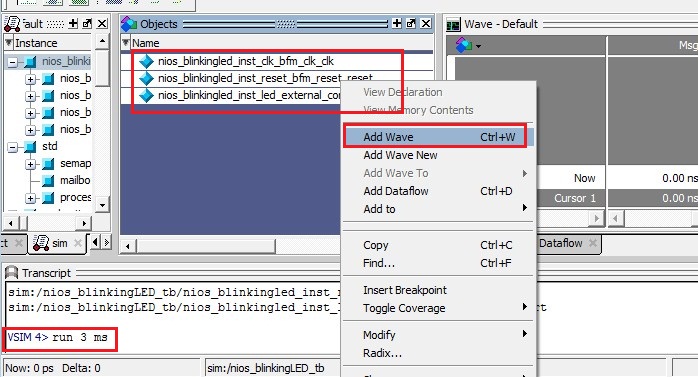 fault
Instance
nios_blinki
nios_b
nios_b
nios_b
nios_b
std
semap
mailbo
proces
ct
sim
Objects
Name
nios_blinkingled_inst_clk_bfm_clk_clk
nios_blinkingled_inst_reset_bfm_reset_reset
nios_blinkingled_inst_led_external_co
View Declaration
View Memory Contents
Add Wave Ctrl+W
Add Wave New
Add Wave To
Add Dataflow Ctrl+D
Add to
Copy Ctrl+C
Find... Ctrl+F
Insert Breakpoint
Toggle Coverage
Modify
Radix...
Wave - Default
Msg
Now 0.00 ns
Cursor 1 0.00 ns
Dataflow
Transcript
sim:/nios_blinkingLED_tb/nios_blinkingled_inst_r
sim:/nios_blinkingLED_tb/nios_blinkingled_inst_l rt
VSIM 4> run 3 ms
Now: 0 ps Delta: 0
sim:/nios_blinkingLED_tb